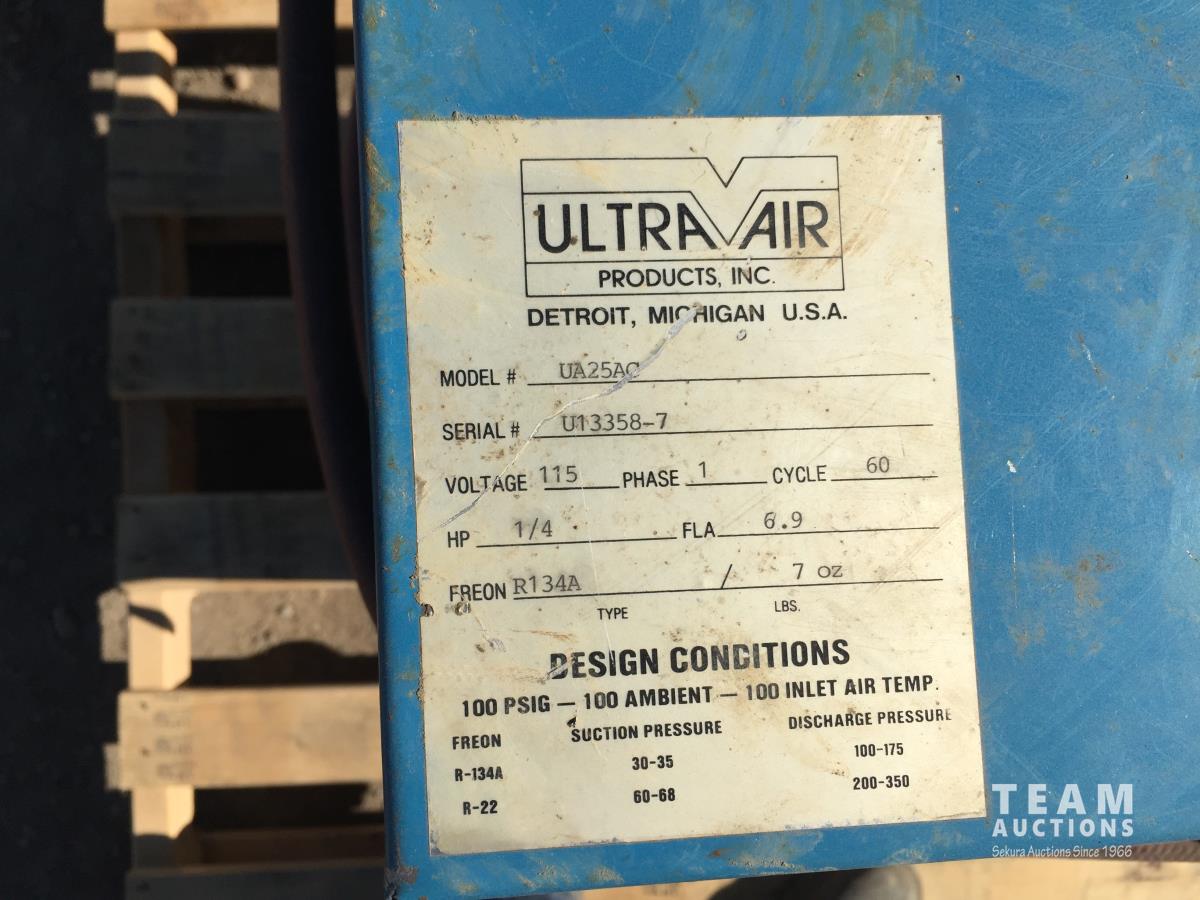 ULTRA AIR
PRODUCTS, INC.
DETROIT, MICHIGAN U.S.A.
MODEL # UA25AC
SERIAL # U13358-7
VOLTAGE 115 PHASE 1 CYCLE 60
HP 1/4 FLA 6.9
FREON R134A / 7 oz
TYPE LBS.
DESIGN CONDITIONS
100 PSIG — 100 AMBIENT — 100 INLET AIR TEMP.
FREON SUCTION PRESSURE DISCHARGE PRESSURE
R-134A 30-35 100-175
R-22 60-68 200-350
TEAM
AUCTIONS
Sekura Auctions Since 1966